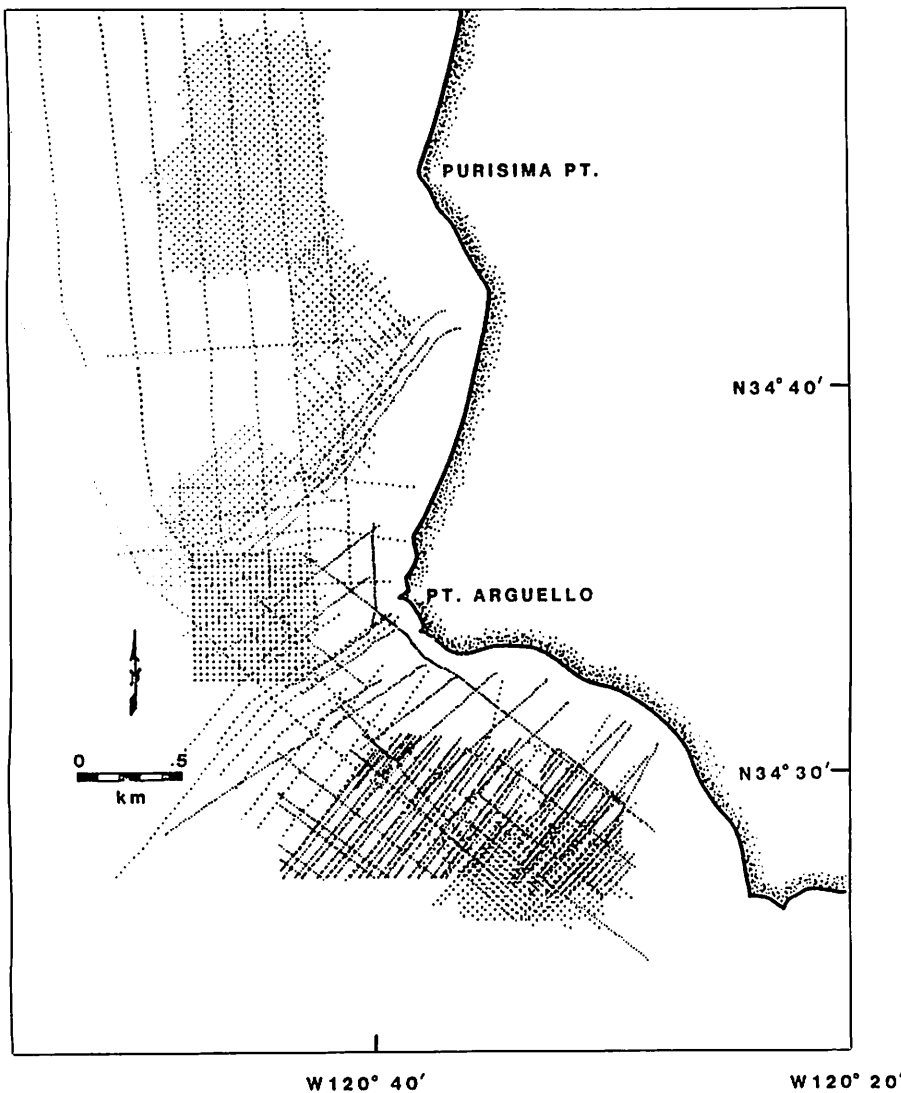 PURISIMA PT.
N34° 40′
PT. ARGUELLO
N
0 .5
km
N34° 30′
W120° 40′
W120° 20′